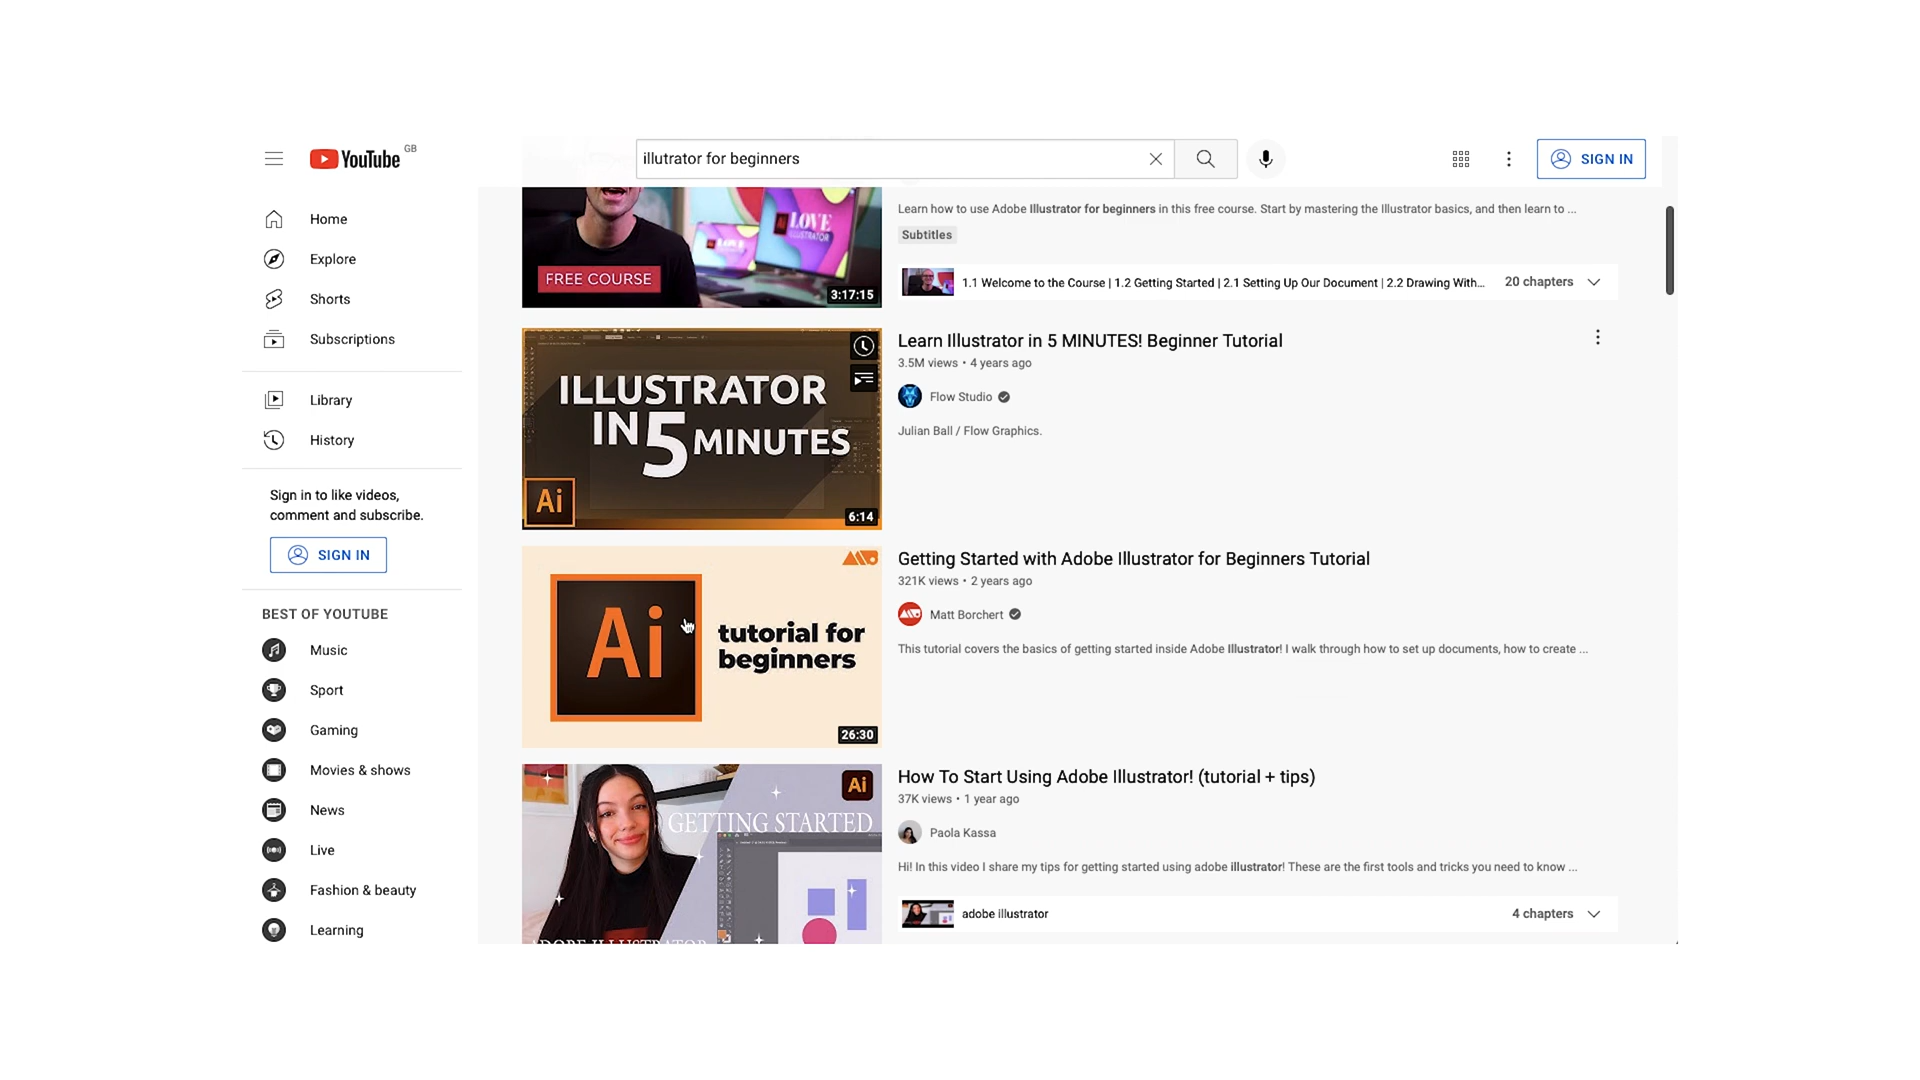 YouTube GB
illutrator for beginners
SIGN IN
Home
Explore
Shorts
Subscriptions
Library
History
Sign in to like videos,
comment and subscribe.
SIGN IN
BEST OF YOUTUBE
Music
Sport
Gaming
Movies & shows
News
Live
Fashion & beauty
Learning
LOVE
ILLUSTRATOR
FREE COURSE
3:17:15
Learn how to use Adobe Illustrator for beginners in this free course. Start by mastering the Illustrator basics, and then learn to ...
Subtitles
1.1 Welcome to the Course | 1.2 Getting Started | 2.1 Setting Up Our Document | 2.2 Drawing With...
20 chapters
ILLUSTRATOR
IN 5 MINUTES
Ai
6:14
Learn Illustrator in 5 MINUTES! Beginner Tutorial
3.5M views • 4 years ago
Flow Studio
Julian Ball / Flow Graphics.
Ai
tutorial for
beginners
26:30
Getting Started with Adobe Illustrator for Beginners Tutorial
321K views • 2 years ago
Matt Borchert
This tutorial covers the basics of getting started inside Adobe Illustrator! I walk through how to set up documents, how to create ...
Ai
GETTING STARTED
ADOBE ILLUSTRATOR
How To Start Using Adobe Illustrator! (tutorial + tips)
37K views • 1 year ago
Paola Kassa
Hi! In this video I share my tips for getting started using adobe illustrator! These are the first tools and tricks you need to know ...
adobe illustrator
4 chapters